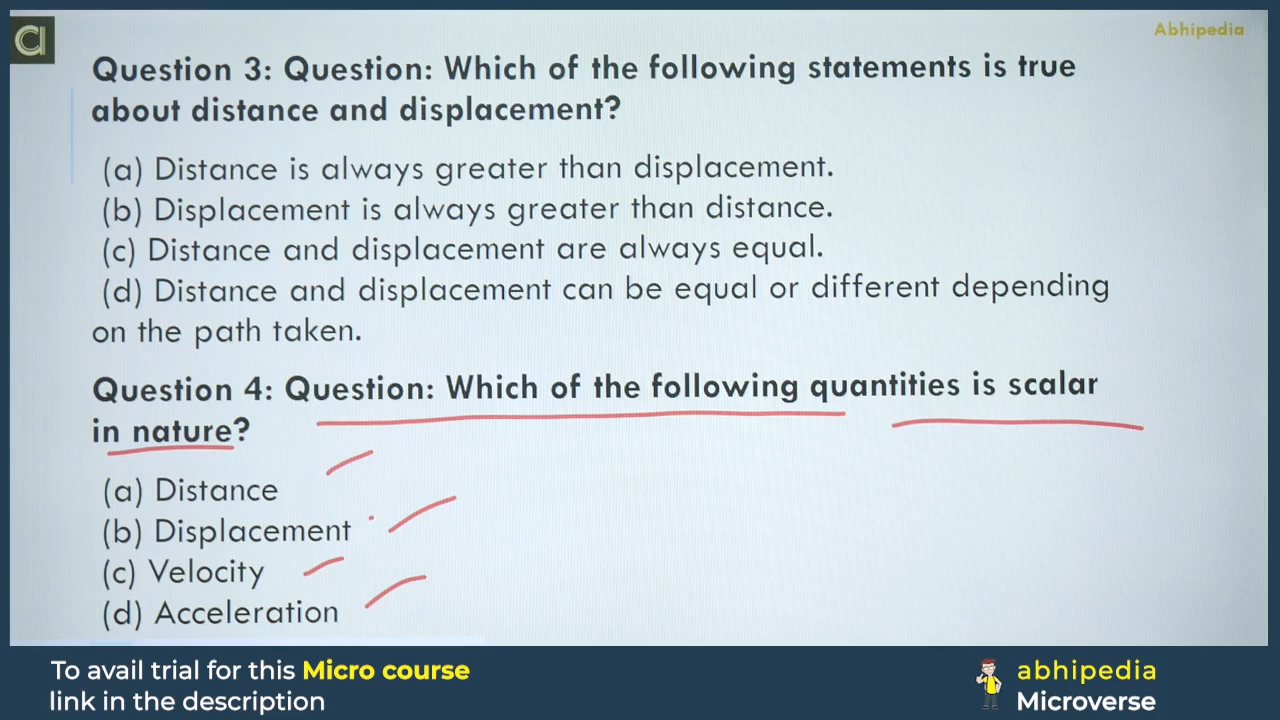 Abhipedia
Question 3: Question: Which of the following statements is true
about distance and displacement?
(a) Distance is always greater than displacement.
(b) Displacement is always greater than distance.
(c) Distance and displacement are always equal.
(d) Distance and displacement can be equal or different depending
on the path taken.
Question 4: Question: Which of the following quantities is scalar
in nature?
(a) Distance
(b) Displacement
(c) Velocity
(d) Acceleration
To avail trial for this Micro course
link in the description
abhipedia
Microverse